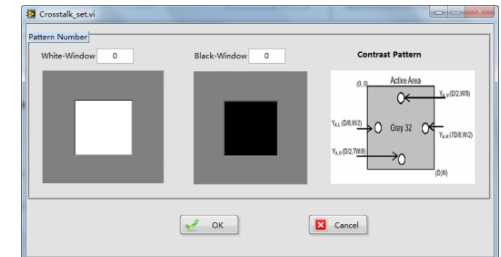 Crosstalk_set.vi
Pattern Number
White-Window 0
Black-Window 0
Contrast Pattern
(0, 0)
Active Area
Gray 32
(D,W)
OK
Cancel